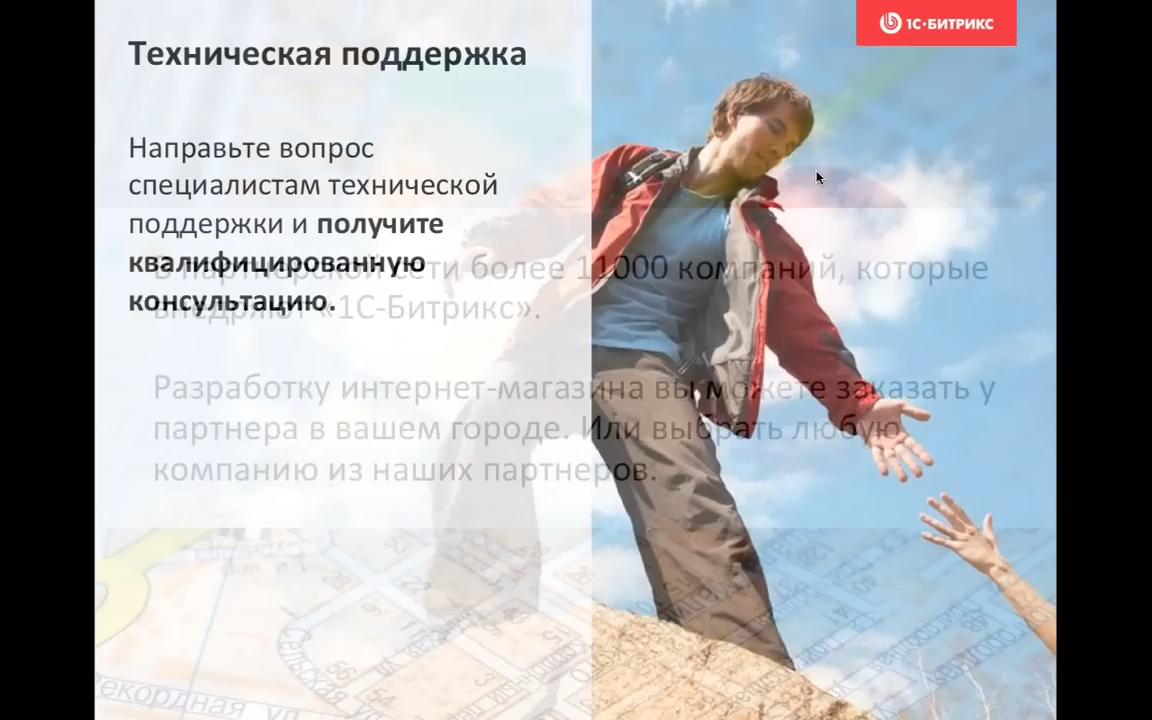 1С·БИТРИКС
Техническая поддержка
Направьте вопрос
специалистам технической
поддержки и получите
квалифицированную
консультацию.
В партнерской сети более 11000 компаний, которые
внедряют «1С-Битрикс».
Разработку интернет-магазина вы можете заказать у
партнера в вашем городе. Или выбрать любую
компанию из наших партнеров.
Сельская